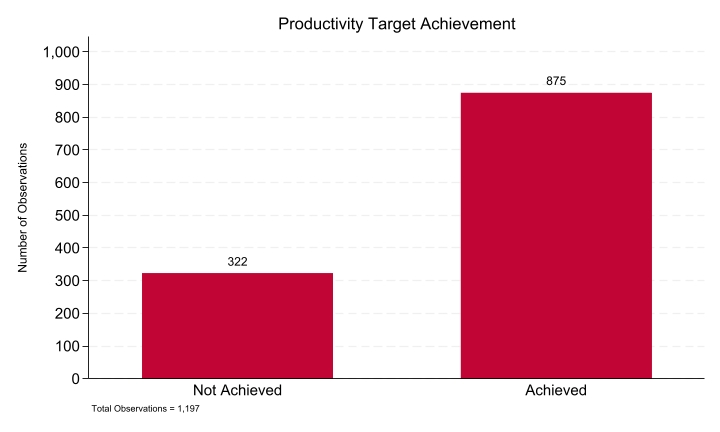 Productivity Target Achievement
Number of Observations
1,000
900
800
700
600
500
400
300
200
100
0
322
875
Not Achieved
Achieved
Total Observations = 1,197